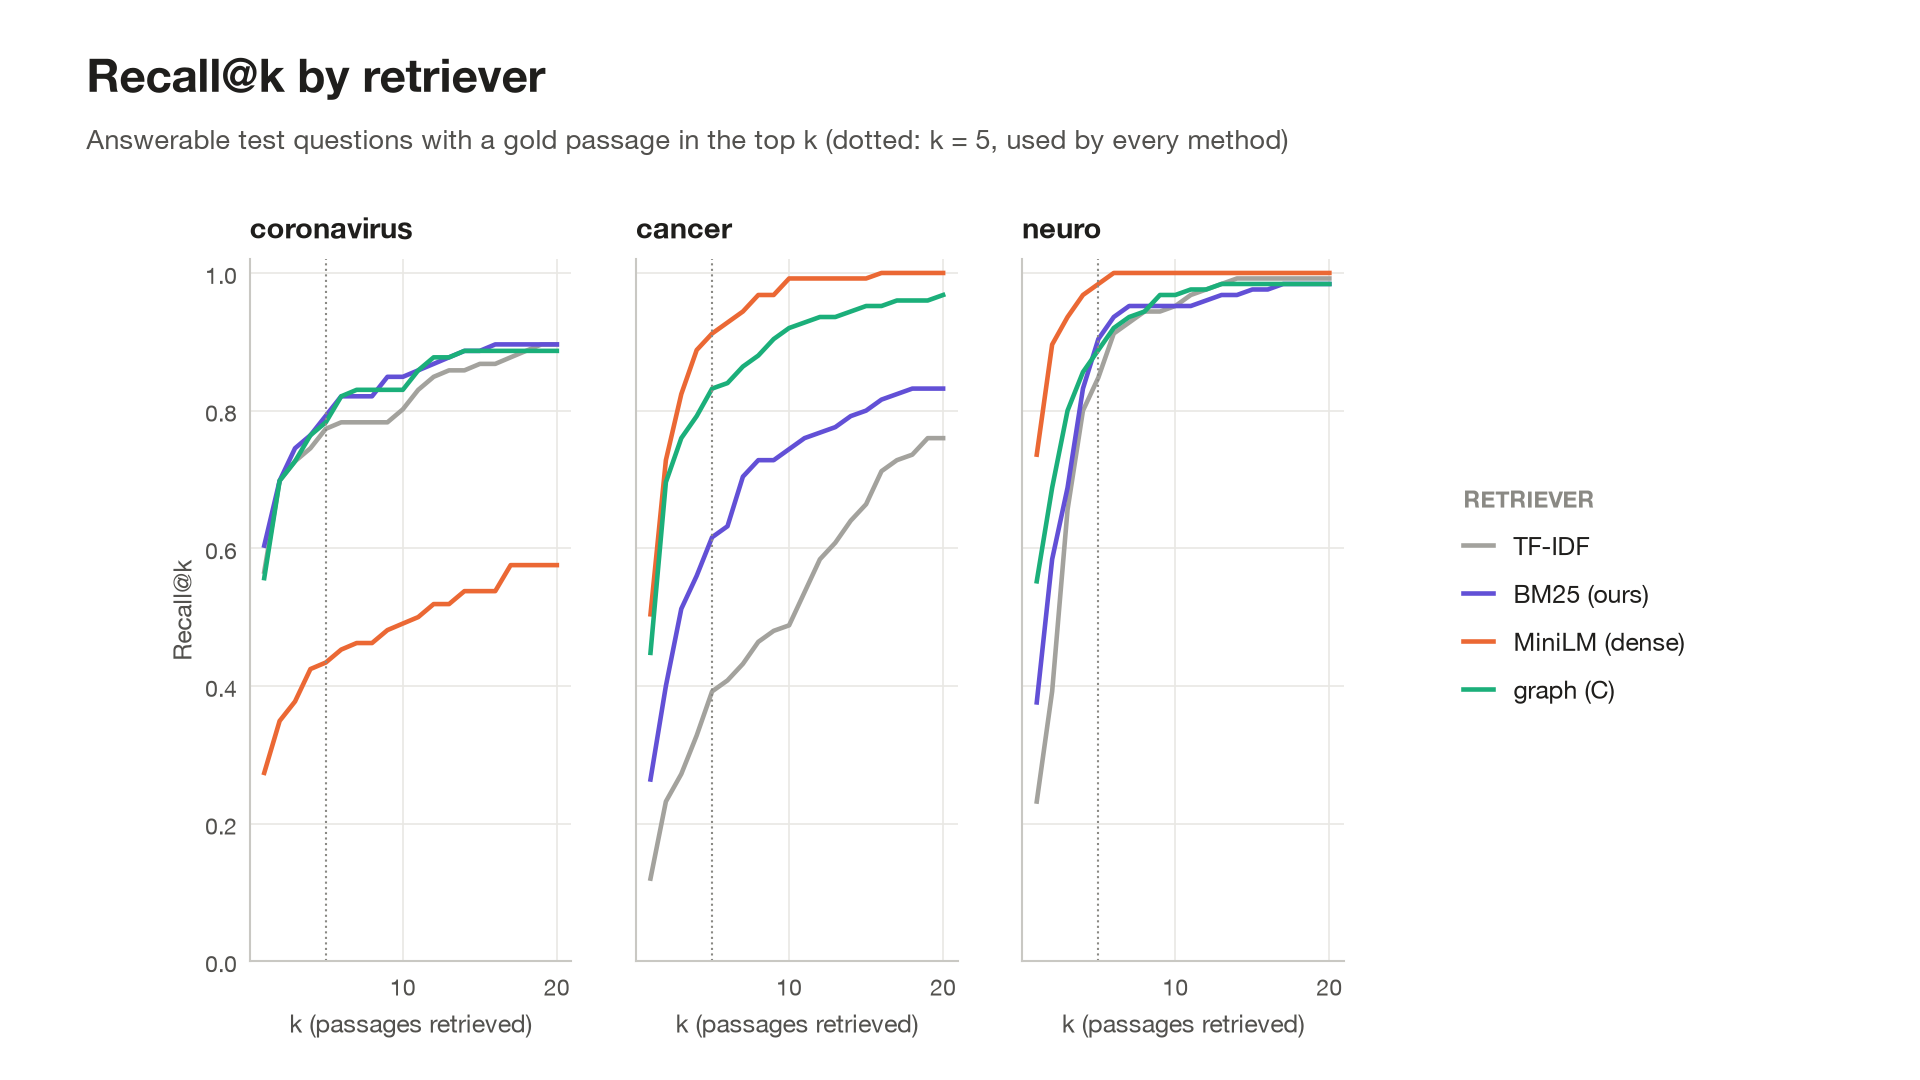 Recall@k by retriever
Answerable test questions with a gold passage in the top k (dotted: k = 5, used by every method)
coronavirus
cancer
neuro
1.0
0.8
0.6
0.4
0.2
0.0
Recall@k
10
20
10
20
10
20
k (passages retrieved)
k (passages retrieved)
k (passages retrieved)
RETRIEVER
TF-IDF
BM25 (ours)
MiniLM (dense)
graph (C)